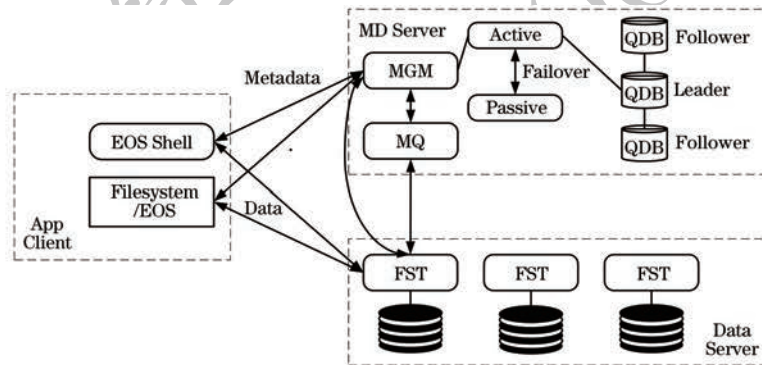 MD Server
Active
QDB
Follower
Metadata
MGM
Failover
QDB
Leader
EOS Shell
Passive
MQ
QDB
Follower
Filesystem
/EOS
Data
App
Client
FST
FST
FST
Data
Server